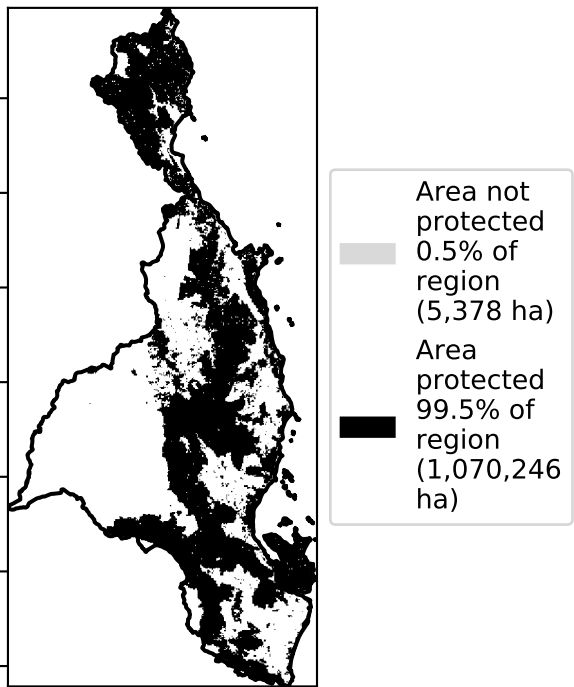 Area not
protected
0.5% of
region
(5,378 ha)
Area
protected
99.5% of
region
(1,070,246
ha)